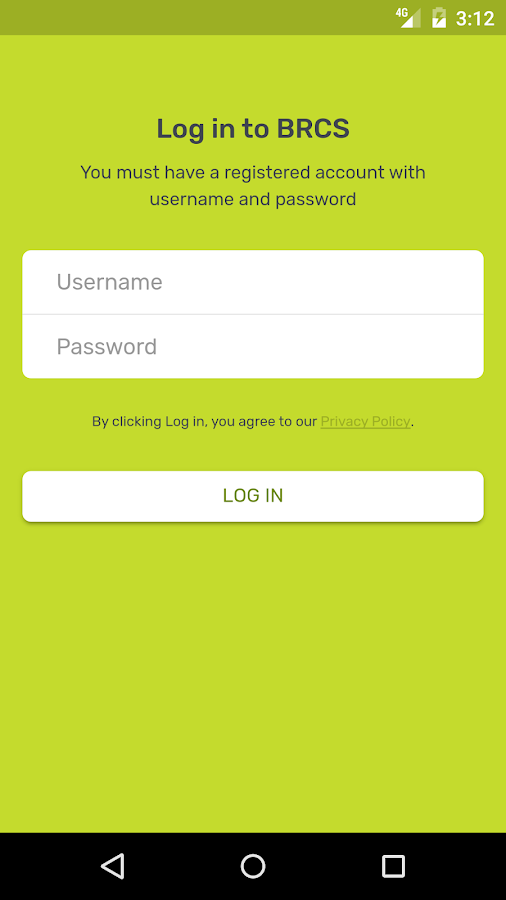 4G 3:12
Log in to BRCS
You must have a registered account with
username and password
Username
Password
By clicking Log in, you agree to our Privacy Policy.
LOG IN